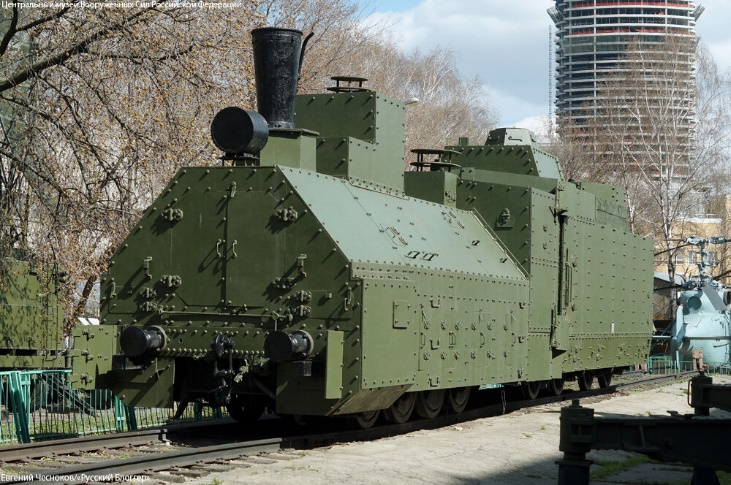 Центральный музей Вооруженных Сил Российской Федерации
Евгений Чесноков/«Русский Блоггер»